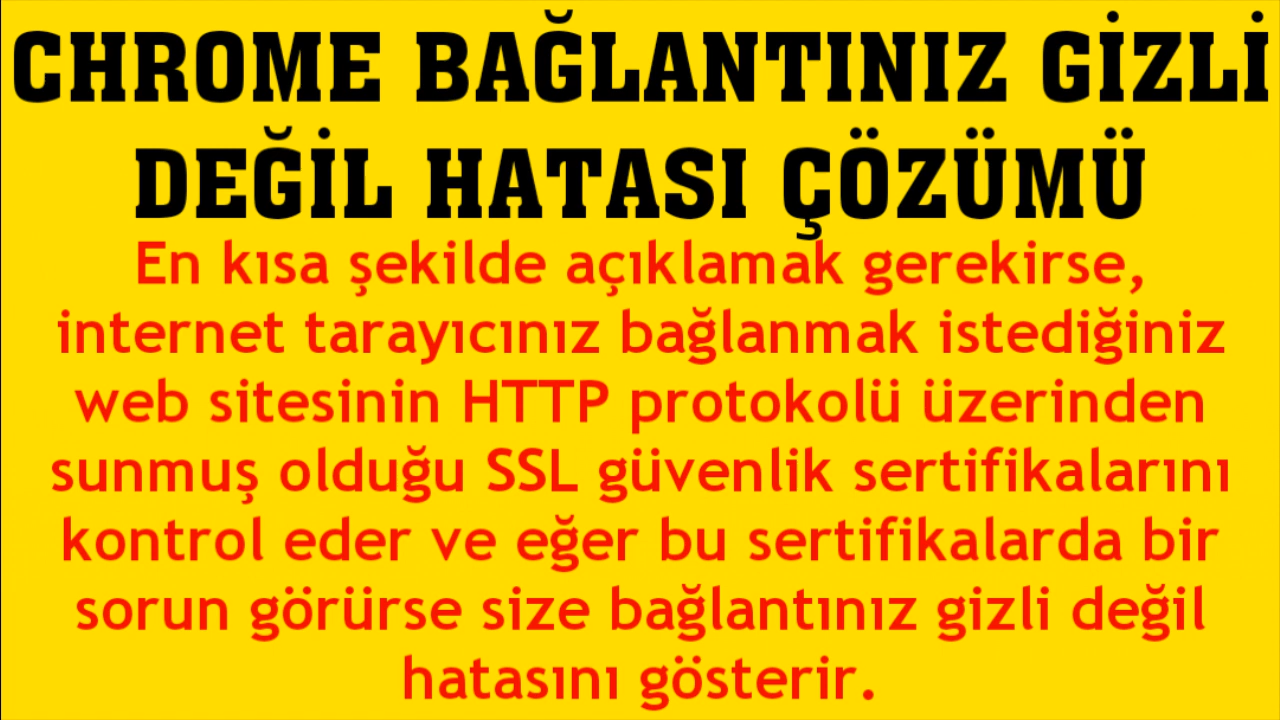 CHROME BAĞLANTINIZ GİZLİ
DEĞİL HATASI ÇÖZÜMÜ
En kısa şekilde açıklamak gerekirse,
internet tarayıcınız bağlanmak istediğiniz
web sitesinin HTTP protokolü üzerinden
sunmuş olduğu SSL güvenlik sertifikalarını
kontrol eder ve eğer bu sertifikalarda bir
sorun görürse size bağlantınız gizli değil
hatasını gösterir.